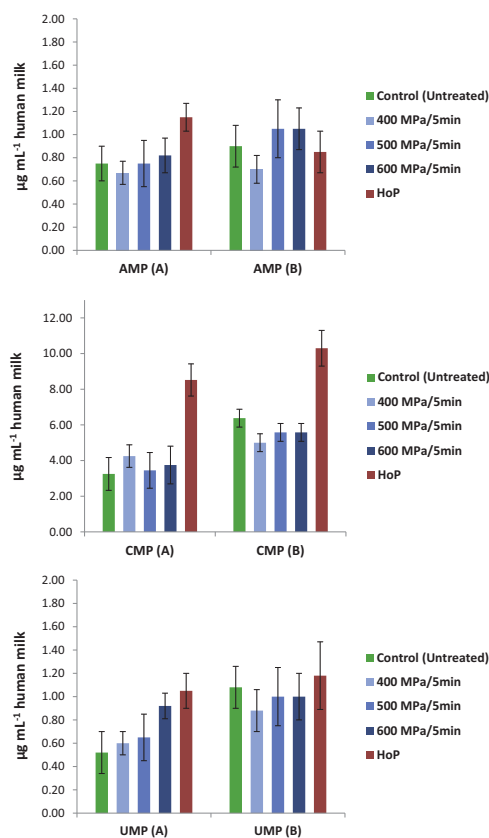 µg mL-1 human milk
2.00
1.80
1.60
1.40
1.20
1.00
0.80
0.60
0.40
0.20
0.00
AMP (A)
AMP (B)
Control (Untreated)
400 MPa/5min
500 MPa/5min
600 MPa/5min
HoP
µg mL-1 human milk
12.00
10.00
8.00
6.00
4.00
2.00
0.00
CMP (A)
CMP (B)
Control (Untreated)
400 MPa/5min
500 MPa/5min
600 MPa/5min
HoP
µg mL-1 human milk
2.00
1.80
1.60
1.40
1.20
1.00
0.80
0.60
0.40
0.20
0.00
UMP (A)
UMP (B)
Control (Untreated)
400 MPa/5min
500 MPa/5min
600 MPa/5min
HoP